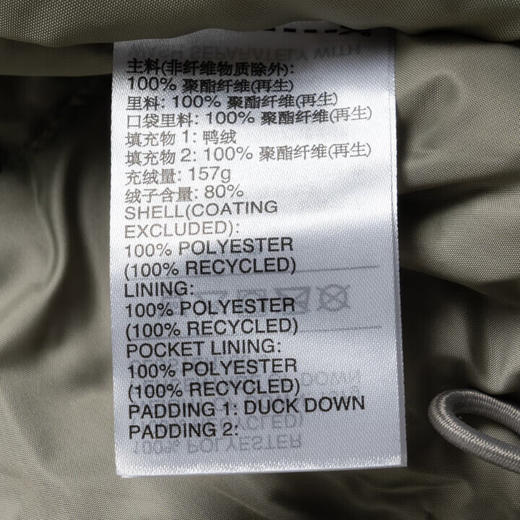 主料(非纤维物质除外):
100% 聚酯纤维(再生)
里料: 100% 聚酯纤维(再生)
口袋里料: 100% 聚酯纤维(再生)
填充物 1: 鸭绒
填充物 2: 100% 聚酯纤维(再生)
充绒量: 157g
绒子含量: 80%
SHELL(COATING
EXCLUDED):
100% POLYESTER
(100% RECYCLED)
LINING:
100% POLYESTER
(100% RECYCLED)
POCKET LINING:
100% POLYESTER
(100% RECYCLED)
PADDING 1: DUCK DOWN
PADDING 2: